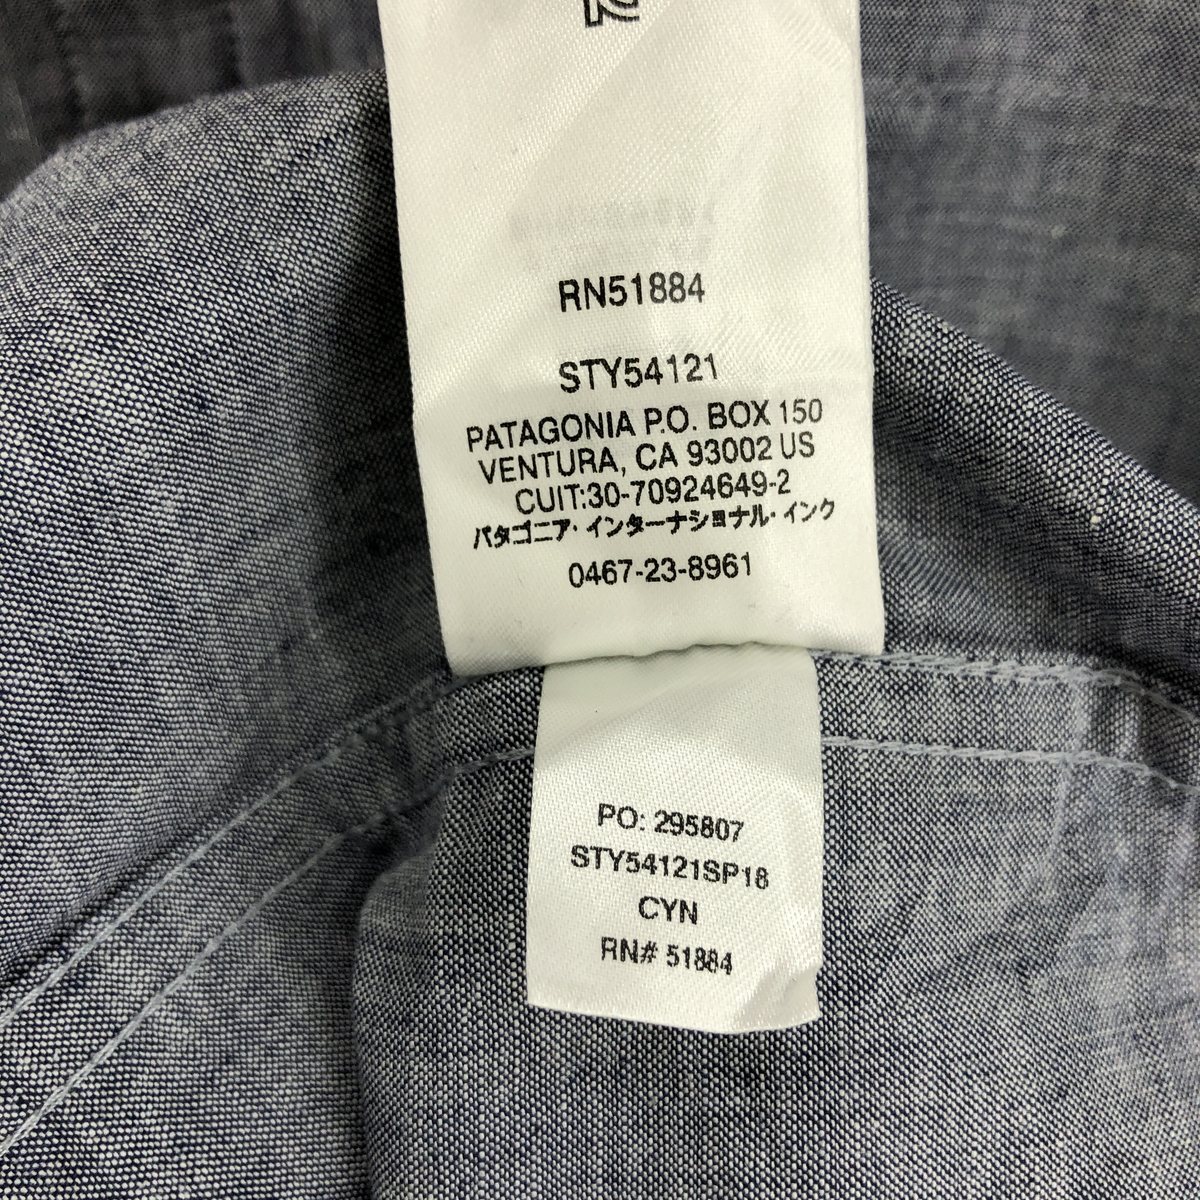 RN51884
STY54121
PATAGONIA P.O. BOX 150
VENTURA, CA 93002 US
CUIT:30-70924649-2
パタゴニア・インターナショナル・インク
0467-23-8961
PO: 295807
STY54121SP18
CYN
RN# 51884